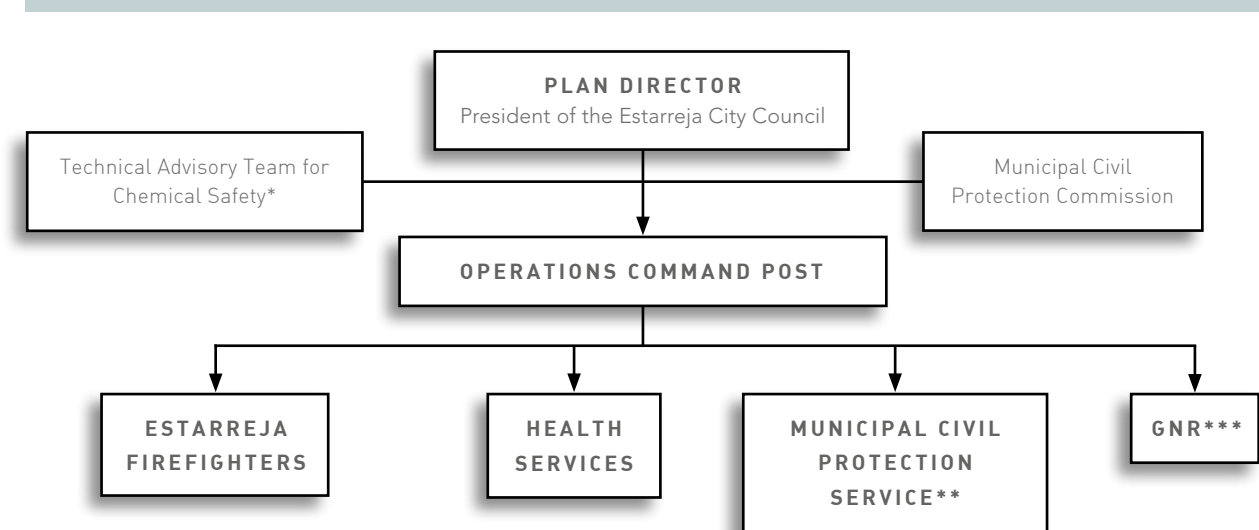 PLAN DIRECTOR
President of the Estarreja City Council
Technical Advisory Team for
Chemical Safety*
Municipal Civil
Protection Commission
OPERATIONS COMMAND POST
ESTARREJA
FIREFIGHTERS
HEALTH
SERVICES
MUNICIPAL CIVIL
PROTECTION
SERVICE**
GNR***